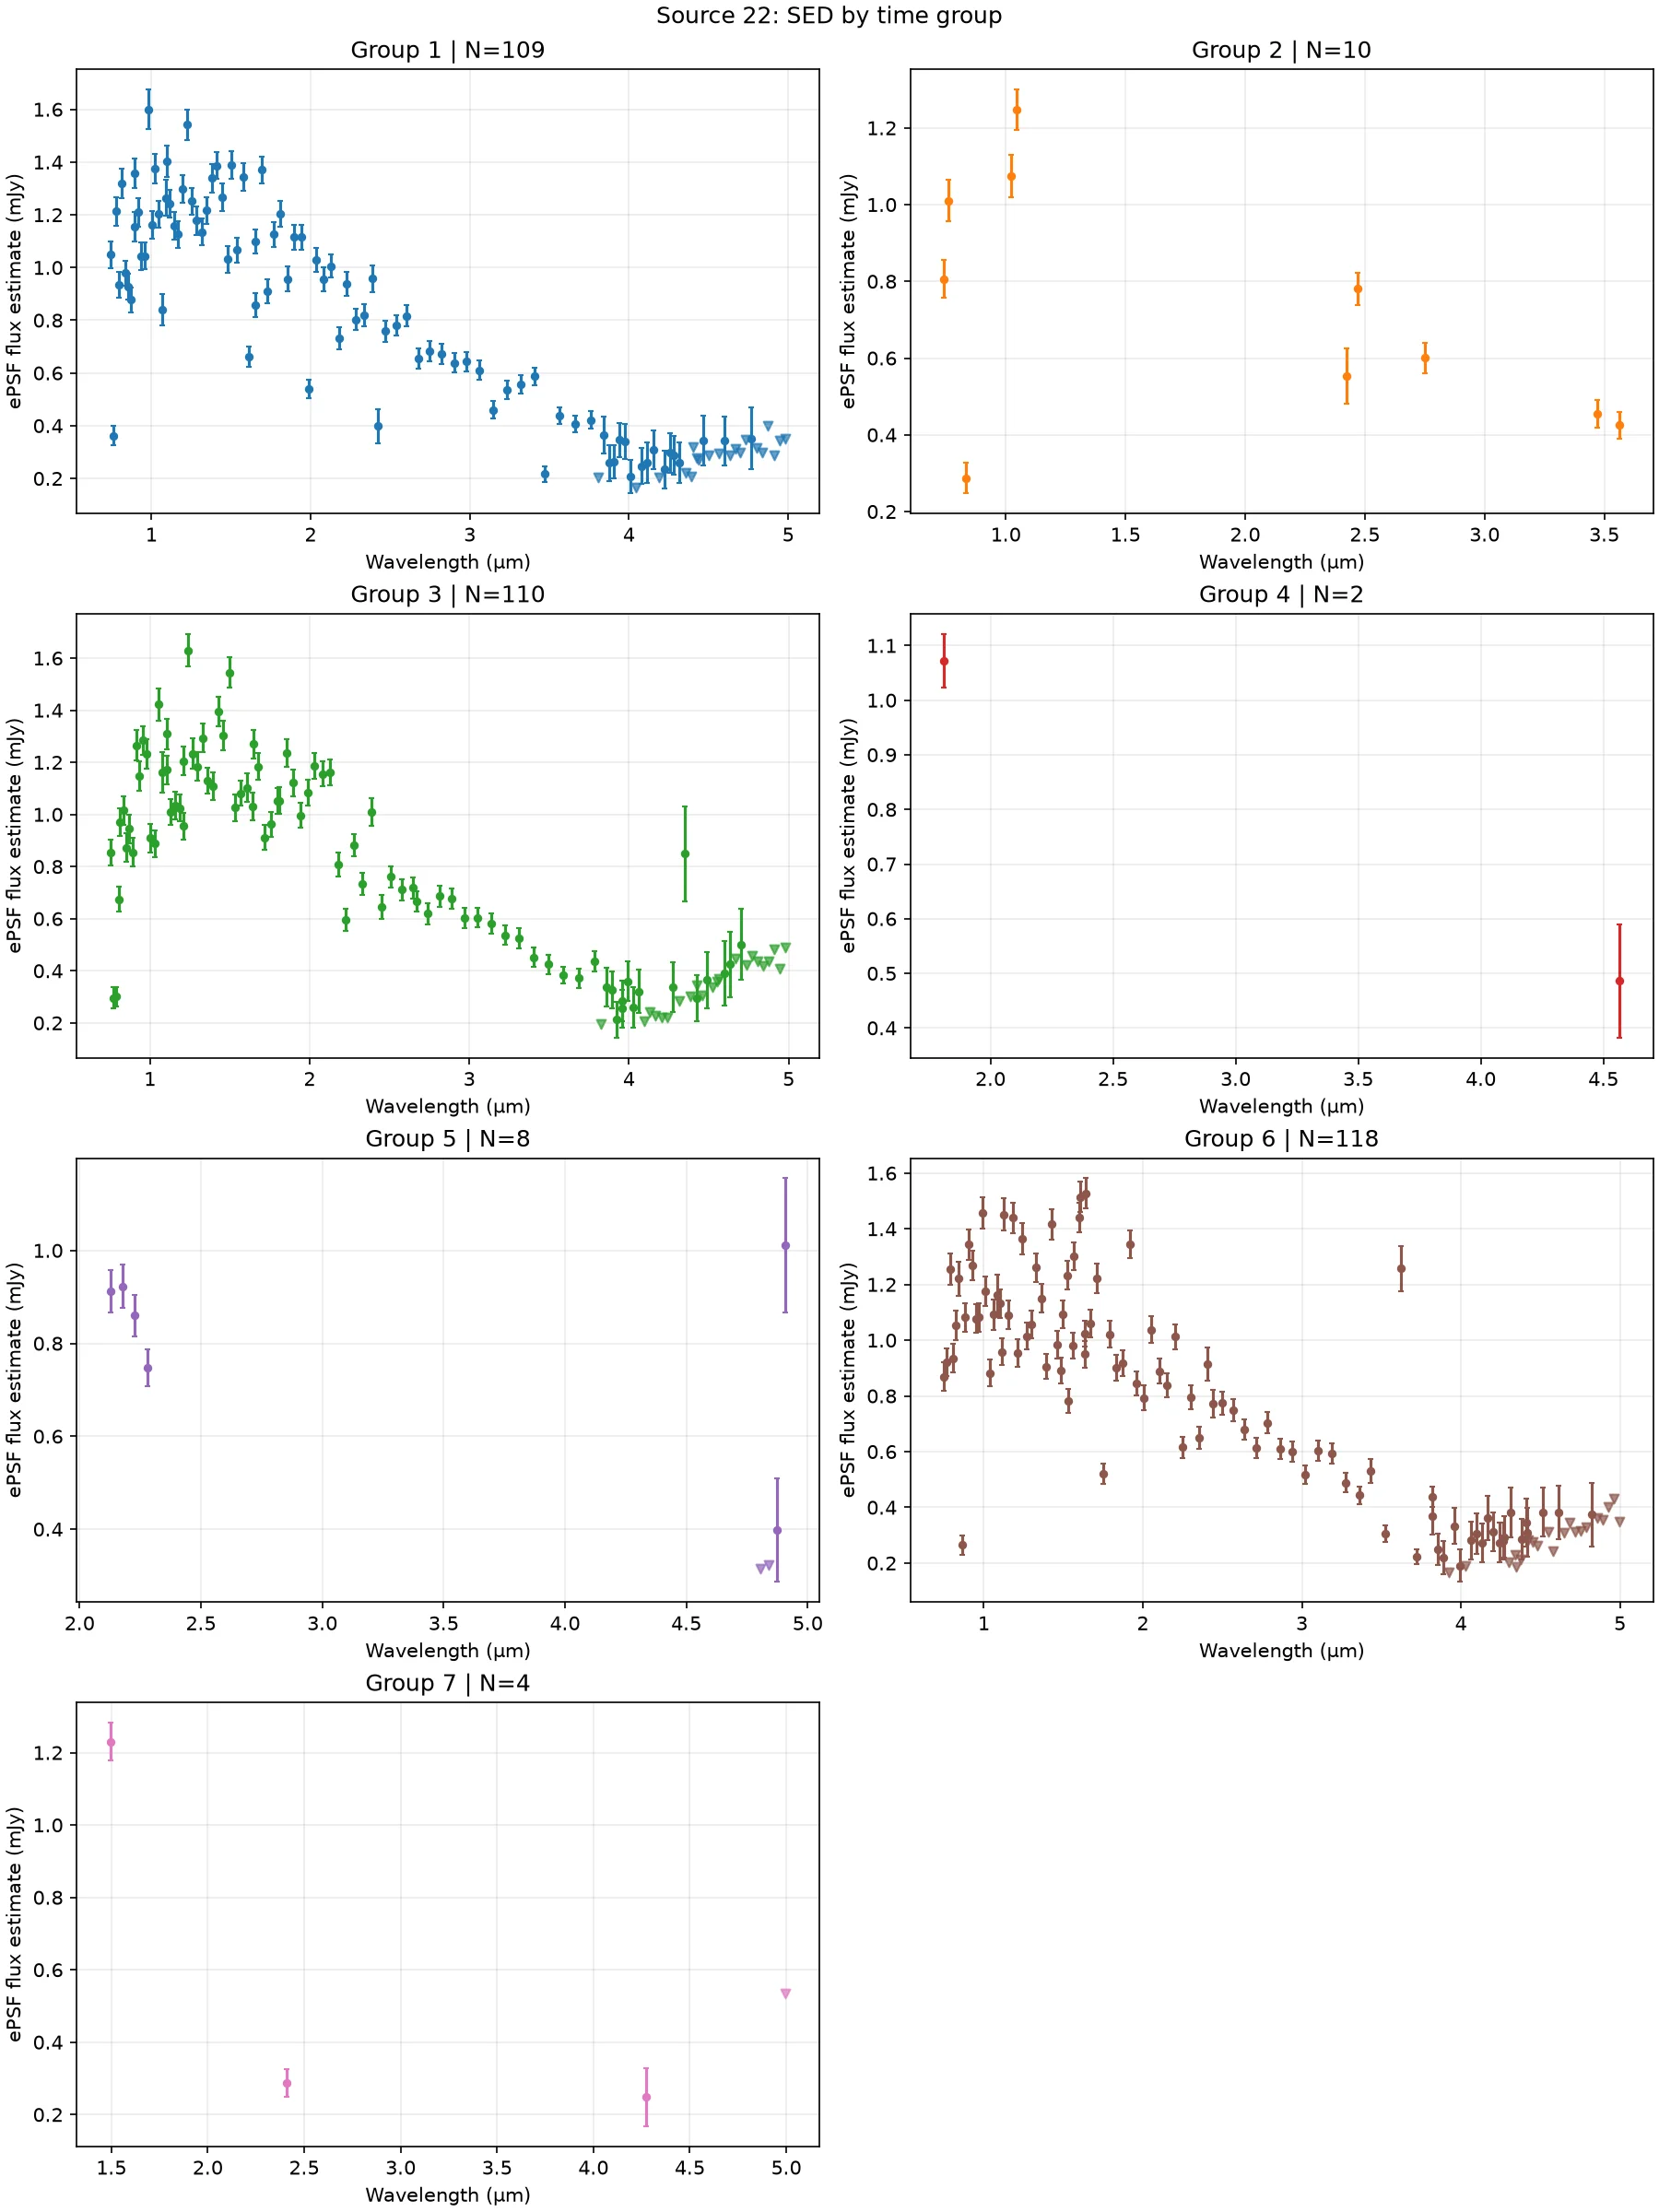 Source 22: SED by time group
Group 1 | N=109
ePSF flux estimate (mJy)
1.6
1.4
1.2
1.0
0.8
0.6
0.4
0.2
1 2 3 4 5
Wavelength (μm)
Group 2 | N=10
ePSF flux estimate (mJy)
1.2
1.0
0.8
0.6
0.4
0.2
1.0 1.5 2.0 2.5 3.0 3.5
Wavelength (μm)
Group 3 | N=110
ePSF flux estimate (mJy)
1.6
1.4
1.2
1.0
0.8
0.6
0.4
0.2
1 2 3 4 5
Wavelength (μm)
Group 4 | N=2
ePSF flux estimate (mJy)
1.1
1.0
0.9
0.8
0.7
0.6
0.5
0.4
2.0 2.5 3.0 3.5 4.0 4.5
Wavelength (μm)
Group 5 | N=8
ePSF flux estimate (mJy)
1.0
0.8
0.6
0.4
2.0 2.5 3.0 3.5 4.0 4.5 5.0
Wavelength (μm)
Group 6 | N=118
ePSF flux estimate (mJy)
1.6
1.4
1.2
1.0
0.8
0.6
0.4
0.2
1 2 3 4 5
Wavelength (μm)
Group 7 | N=4
ePSF flux estimate (mJy)
1.2
1.0
0.8
0.6
0.4
0.2
1.5 2.0 2.5 3.0 3.5 4.0 4.5 5.0
Wavelength (μm)